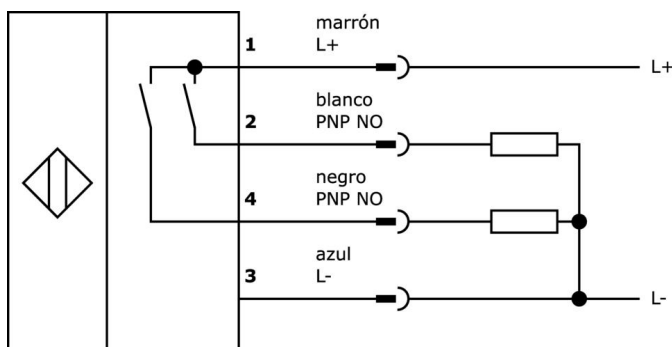 1
marrón
L+
L+
2
blanco
PNP NO
4
negro
PNP NO
3
azul
L-
L-